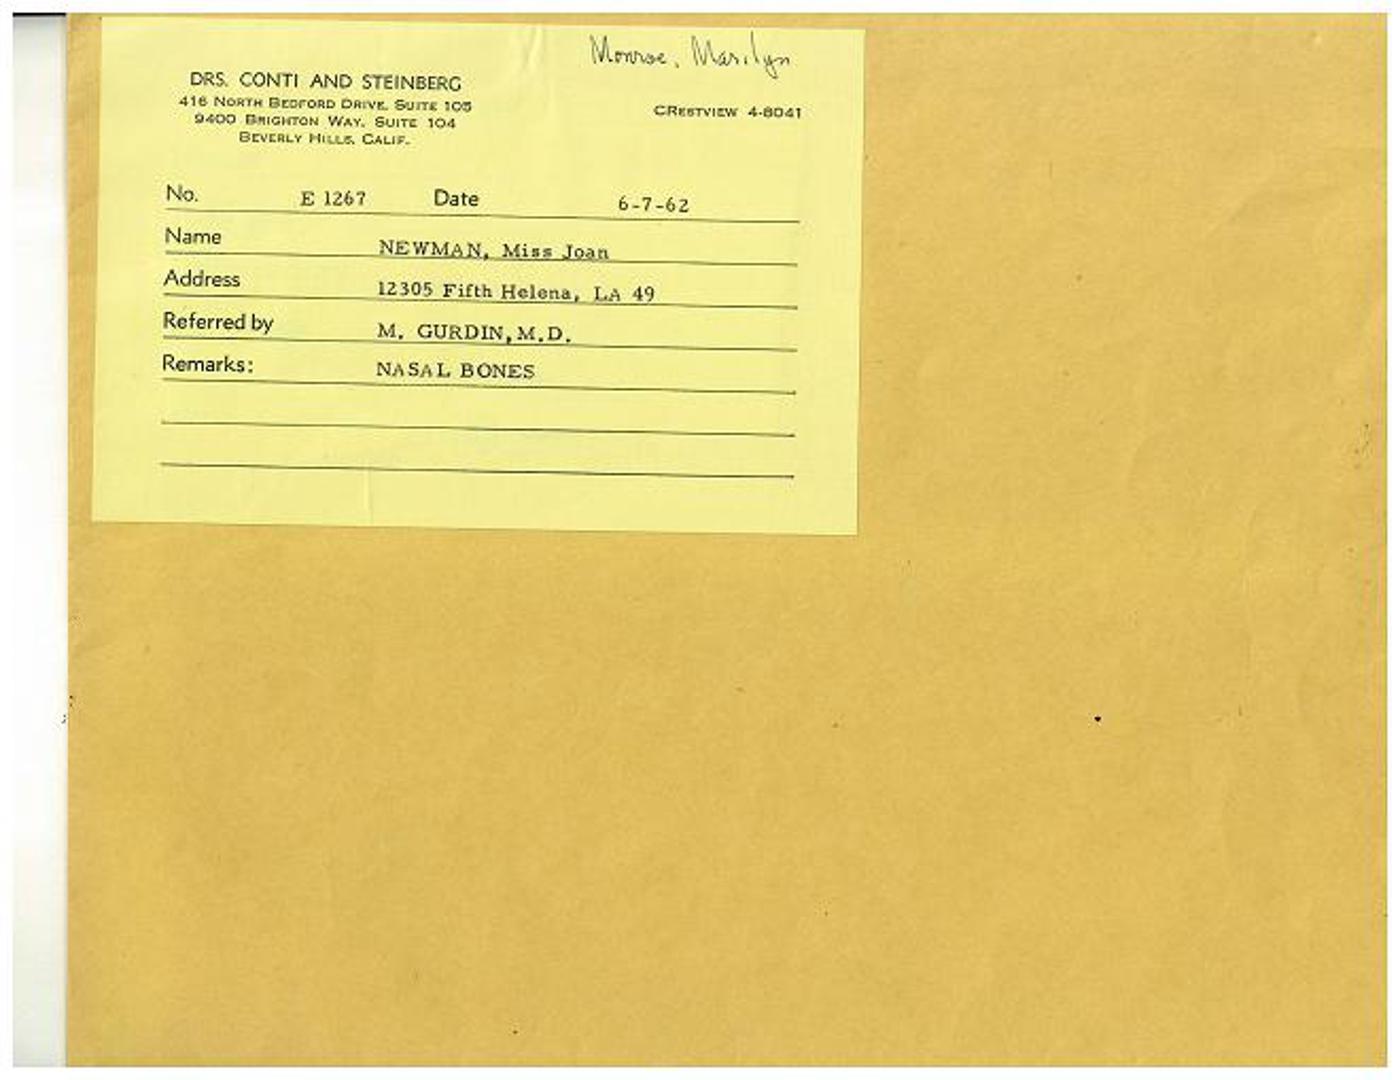 Monroe, Marilyn
DRS. CONTI AND STEINBERG
416 NORTH BEDFORD DRIVE, SUITE 105
9400 BRIGHTON WAY, SUITE 104
BEVERLY HILLS, CALIF.
CRESTVIEW 4-8041
No. E 1267 Date 6-7-62
Name NEWMAN, Miss Joan
Address 12305 Fifth Helena, LA 49
Referred by M. GURDIN, M.D.
Remarks: NASAL BONES